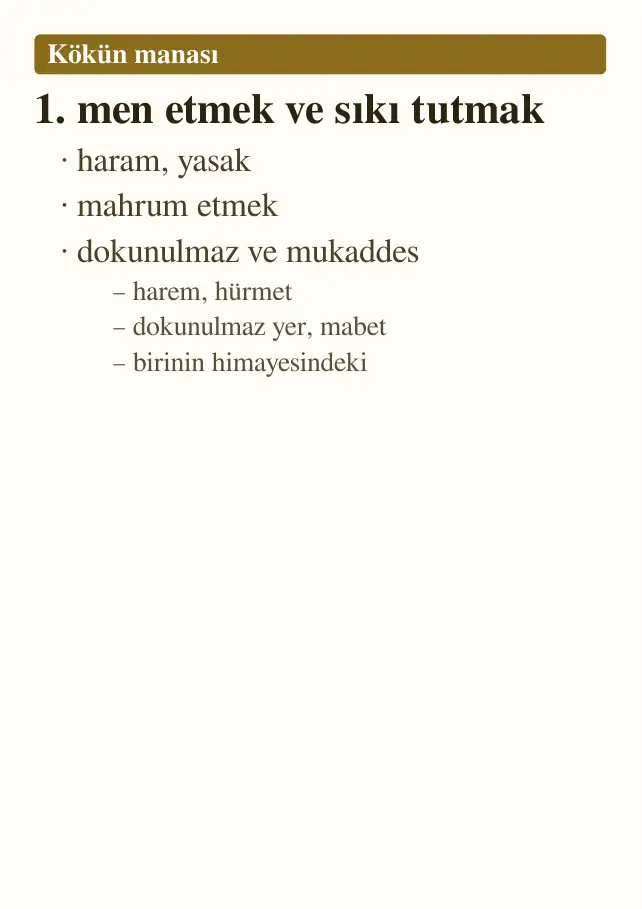 Kökün manası
1. men etmek ve sıkı tutmak
· haram, yasak
· mahrum etmek
· dokunulmaz ve mukaddes
– harem, hürmet
– dokunulmaz yer, mabet
– birinin himayesindeki